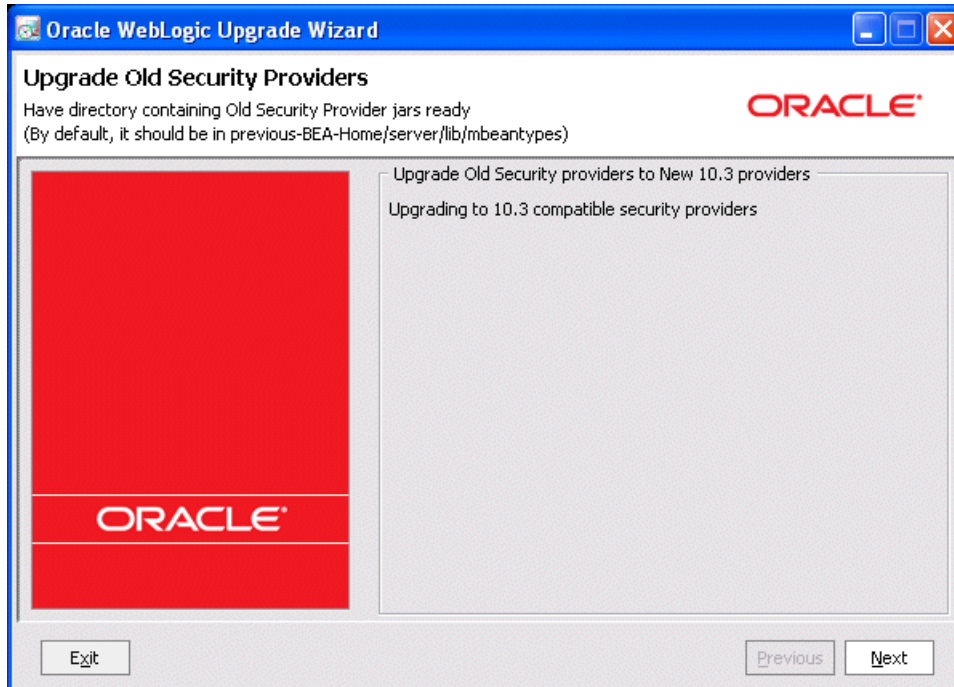 Oracle WebLogic Upgrade Wizard
Upgrade Old Security Providers
Have directory containing Old Security Provider jars ready
(By default, it should be in previous-BEA-Home/server/lib/mbeantypes)
ORACLE
Upgrade Old Security providers to New 10.3 providers
Upgrading to 10.3 compatible security providers
ORACLE
Exit
Previous
Next